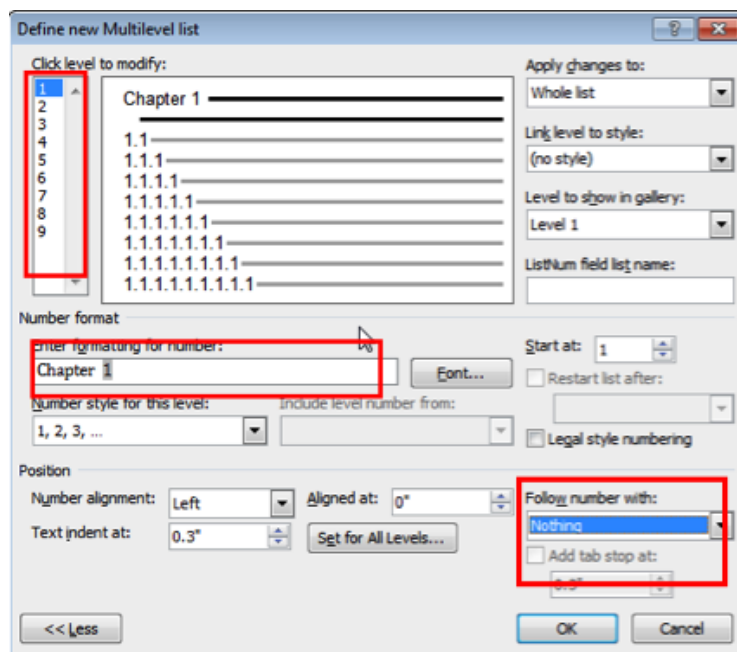 Define new Multilevel list
Click level to modify:
Apply changes to:
1
2
3
4
5
6
7
8
9
Chapter 1
1.1
1.1.1
1.1.1.1
1.1.1.1.1
1.1.1.1.1.1
1.1.1.1.1.1.1
1.1.1.1.1.1.1.1
1.1.1.1.1.1.1.1.1
Whole list
Link level to style:
(no style)
Level to show in gallery:
Level 1
ListNum field list name:
Number format
Enter formatting for number:
Chapter 1
Font...
Start at: 1
Restart list after:
Number style for this level:
Include level number from:
1, 2, 3, ...
Legal style numbering
Position
Number alignment: Left
Aligned at: 0"
Follow number with:
Nothing
Text indent at: 0.3"
Set for All Levels...
Add tab stop at:
<< Less
OK
Cancel